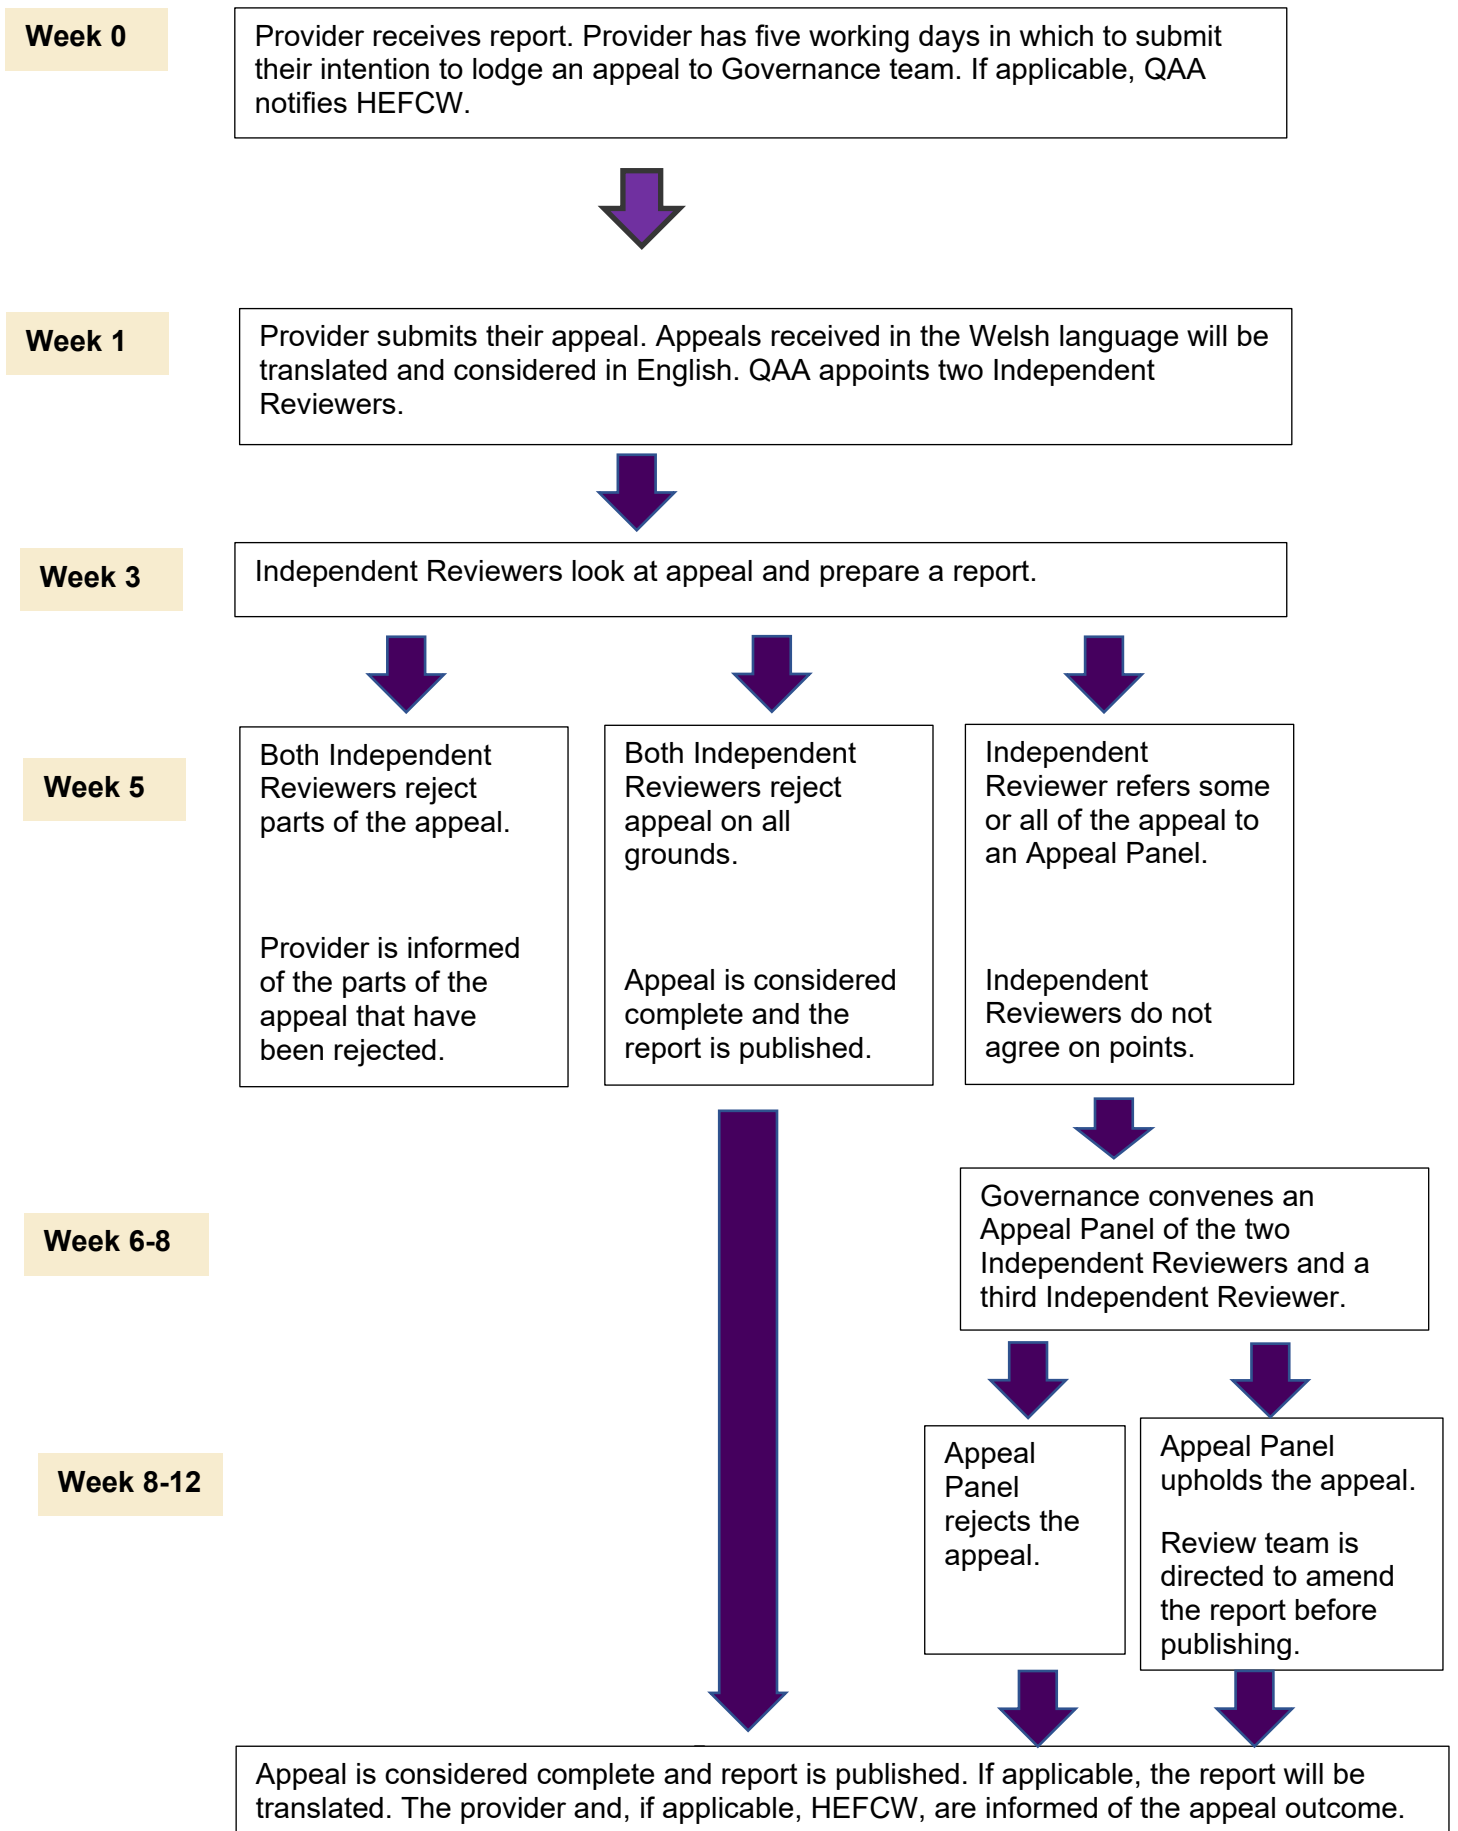 Week 0
Provider receives report. Provider has five working days in which to submit
their intention to lodge an appeal to Governance team. If applicable, QAA
notifies HEFCW.
Week 1
Provider submits their appeal. Appeals received in the Welsh language will be
translated and considered in English. QAA appoints two Independent
Reviewers.
Week 3
Independent Reviewers look at appeal and prepare a report.
Week 5
Both Independent
Reviewers reject
parts of the appeal.
Provider is informed
of the parts of the
appeal that have
been rejected.
Both Independent
Reviewers reject
appeal on all
grounds.
Appeal is considered
complete and the
report is published.
Independent
Reviewer refers some
or all of the appeal to
an Appeal Panel.
Independent
Reviewers do not
agree on points.
Week 6-8
Governance convenes an
Appeal Panel of the two
Independent Reviewers and a
third Independent Reviewer.
Week 8-12
Appeal
Panel
rejects the
appeal.
Appeal Panel
upholds the appeal.
Review team is
directed to amend
the report before
publishing.
Appeal is considered complete and report is published. If applicable, the report will be
translated. The provider and, if applicable, HEFCW, are informed of the appeal outcome.